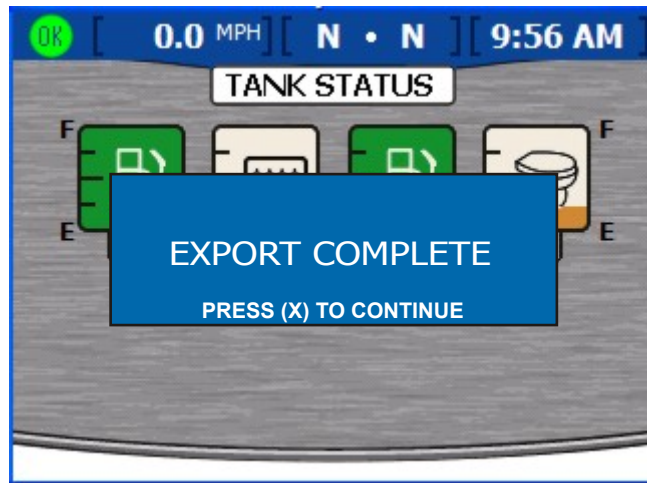 OK [ 0.0 MPH ] [ N • N ] [ 9:56 AM ]
TANK STATUS
F F
E E
EXPORT COMPLETE
PRESS (X) TO CONTINUE